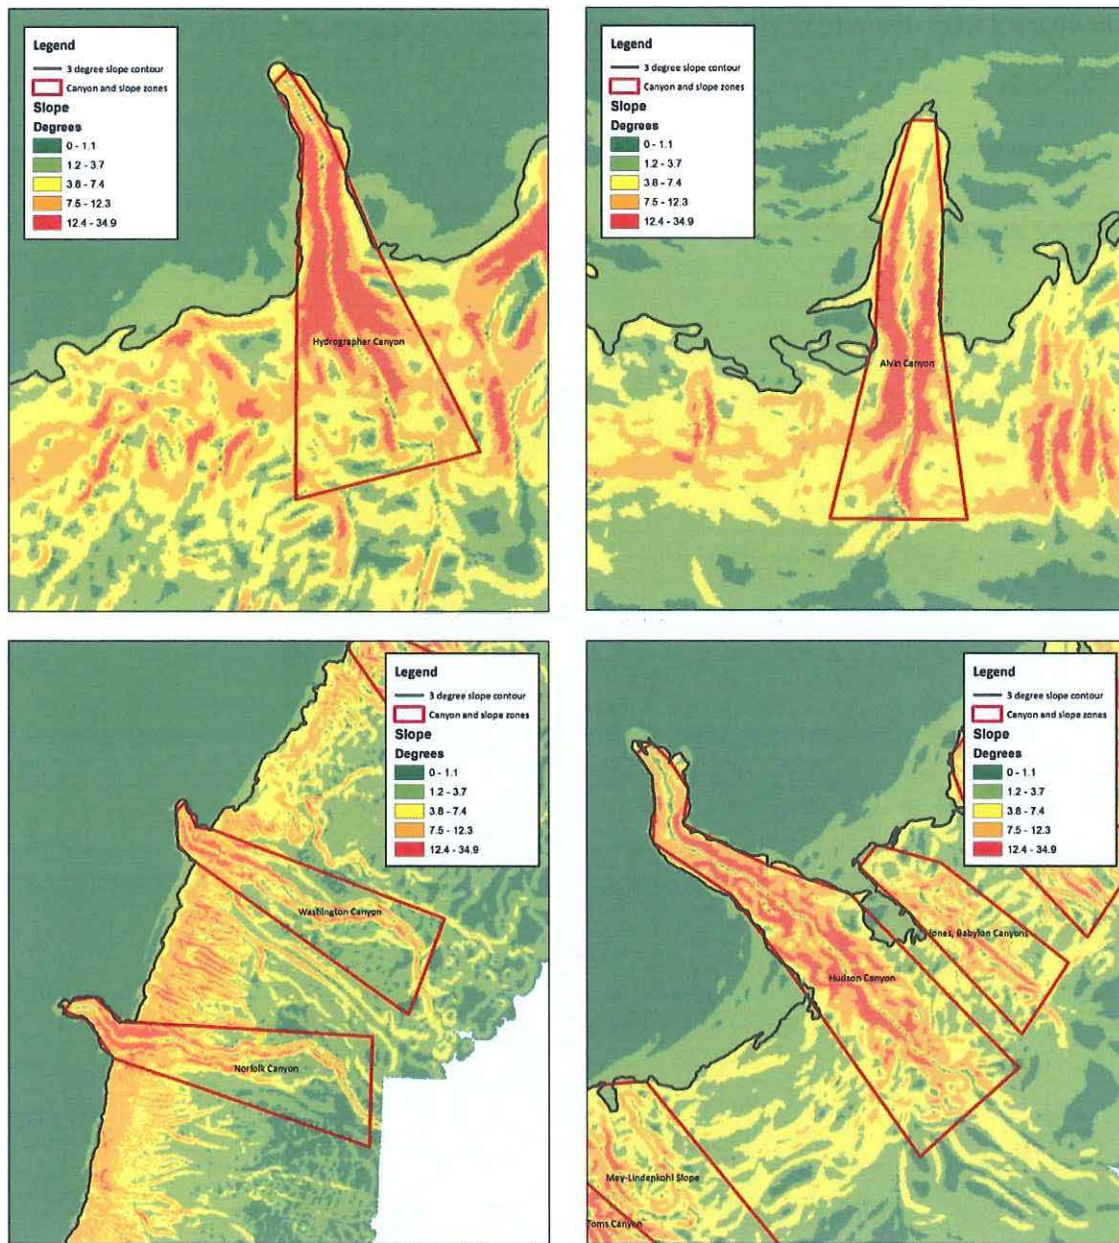 Legend
3 degree slope contour
Canyon and slope zones
Slope
Degrees
0 - 1.1
1.2 - 3.7
3.8 - 7.4
7.5 - 12.3
12.4 - 34.9
Hydrographer Canyon
Legend
3 degree slope contour
Canyon and slope zones
Slope
Degrees
0 - 1.1
1.2 - 3.7
3.8 - 7.4
7.5 - 12.3
12.4 - 34.9
Alvin Canyon
Legend
3 degree slope contour
Canyon and slope zones
Slope
Degrees
0 - 1.1
1.2 - 3.7
3.8 - 7.4
7.5 - 12.3
12.4 - 34.9
Washington Canyon
Norfolk Canyon
Legend
3 degree slope contour
Canyon and slope zones
Slope
Degrees
0 - 1.1
1.2 - 3.7
3.8 - 7.4
7.5 - 12.3
12.4 - 34.9
Jones, Babylon Canyons
Hudson Canyon
Mey-Lindenkohl Slope
Toms Canyon